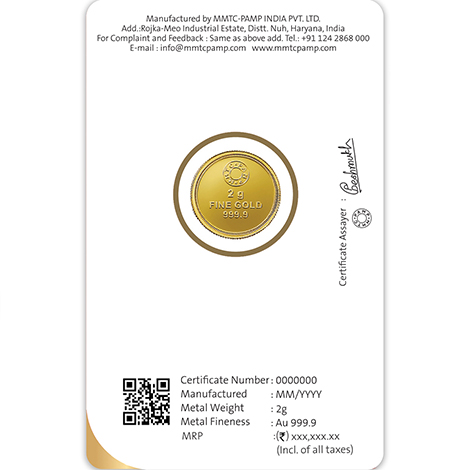 Manufactured by MMTC-PAMP INDIA PVT. LTD.
Add.:Rojka-Meo Industrial Estate, Distt. Nuh, Haryana, India
For Complaint and Feedback : Same as above add. Tel.: +91 124 2868 000
E-mail : info@mmtcpamp.com | www.mmtcpamp.com
2 g
FINE GOLD
999.9
Certificate Assayer :
Certificate Number : 0000000
Manufactured : MM/YYYY
Metal Weight : 2g
Metal Fineness : Au 999.9
MRP : (₹) xxx,xxx.xx
(Incl. of all taxes)